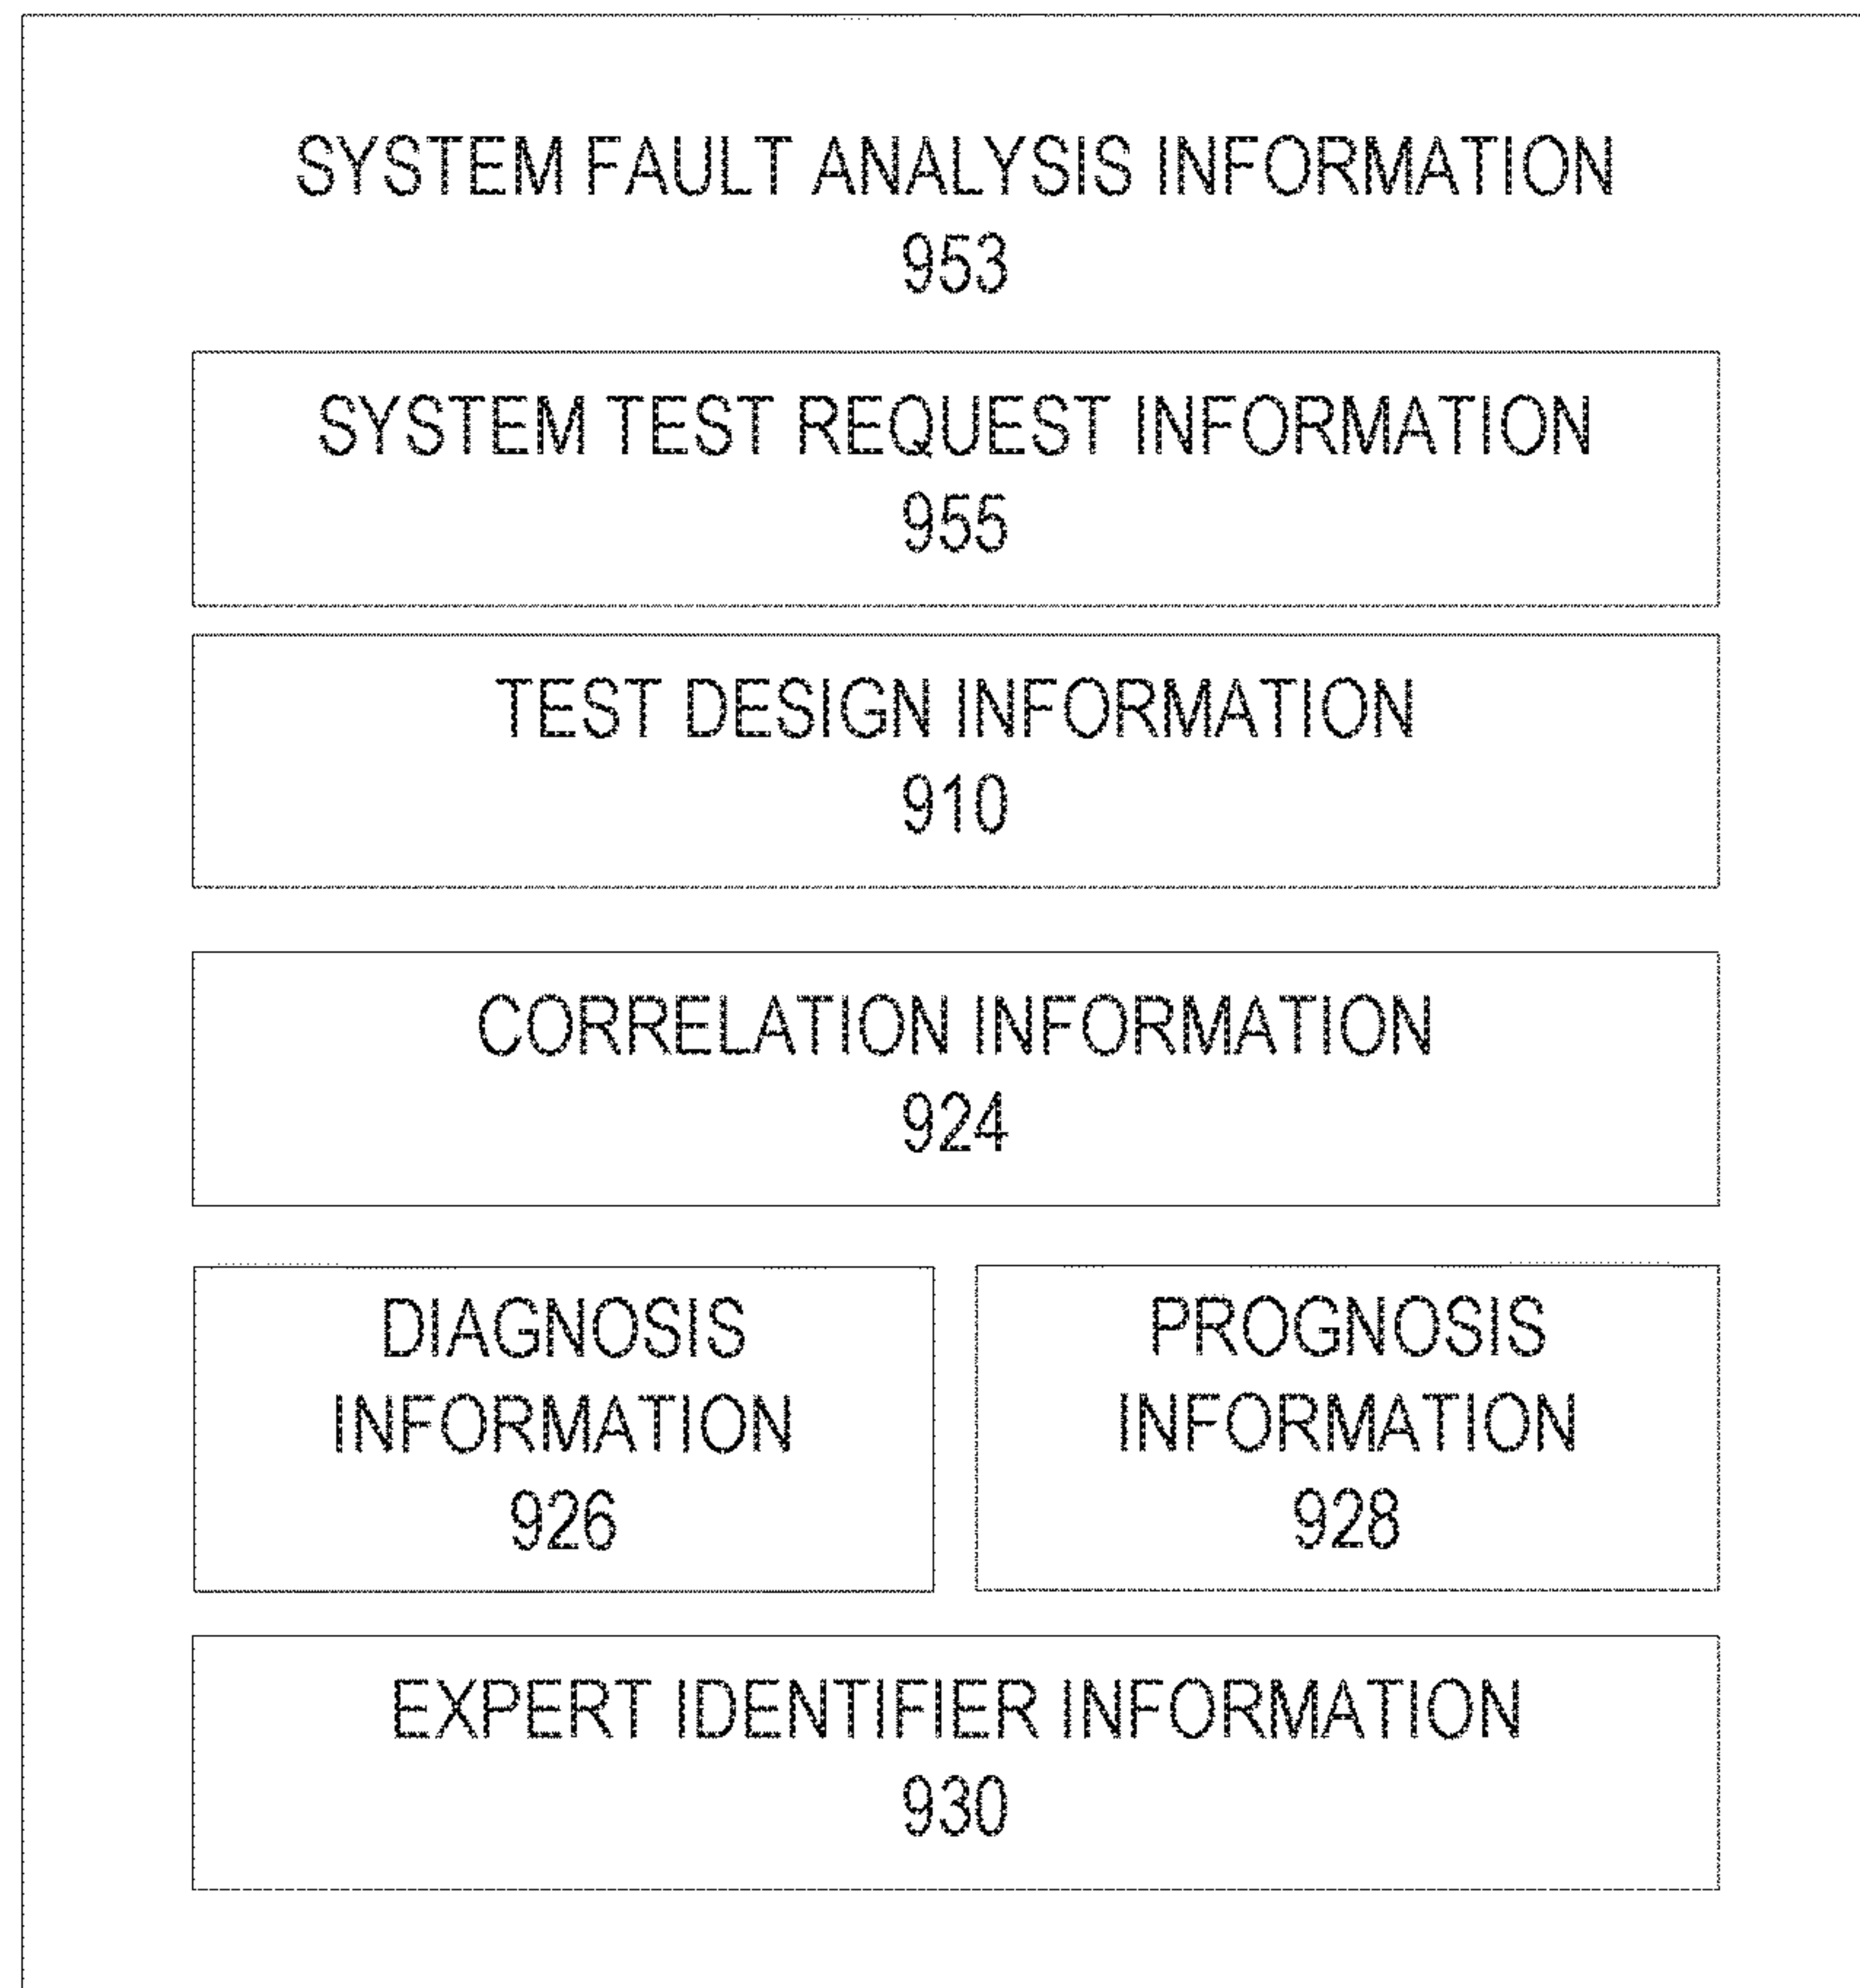 SYSTEM FAULT ANALYSIS INFORMATION
953
SYSTEM TEST REQUEST INFORMATION
955
TEST DESIGN INFORMATION
910
CORRELATION INFORMATION
924
DIAGNOSIS
INFORMATION
926
PROGNOSIS
INFORMATION
928
EXPERT IDENTIFIER INFORMATION
930